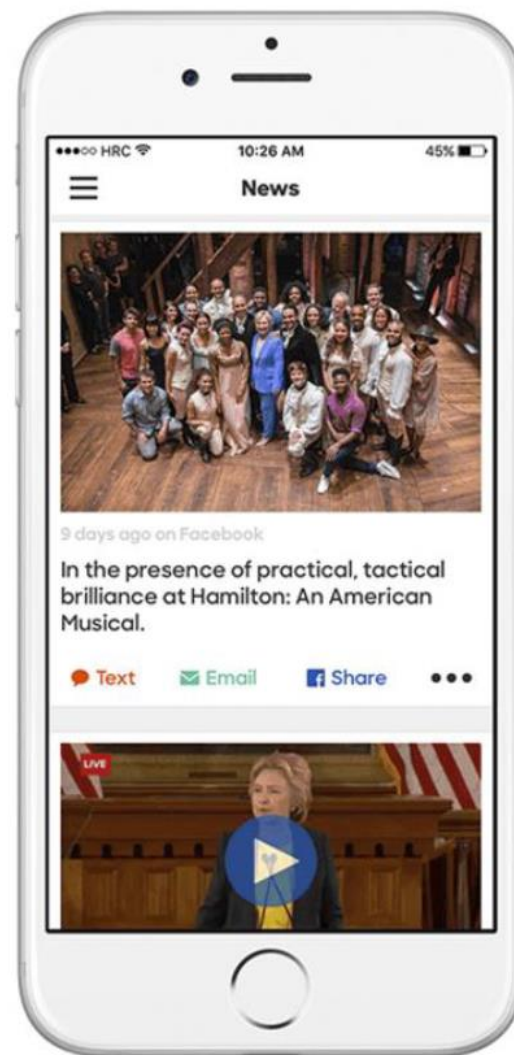 ●●●○○ HRC 10:26 AM 45%
News
9 days ago on Facebook
In the presence of practical, tactical
brilliance at Hamilton: An American
Musical.
Text Email f Share •••
LIVE